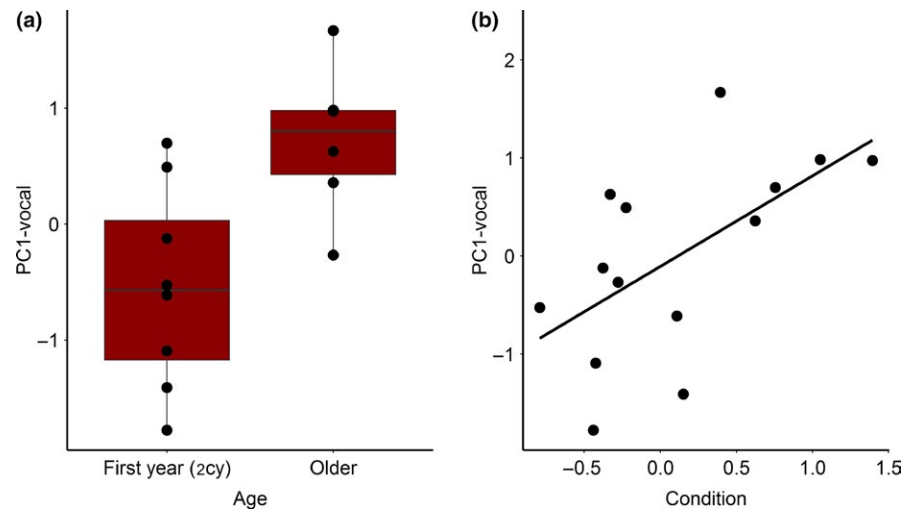 (a)
PC1-vocal
1
0
–1
First year (2cy)
Older
Age
(b)
PC1-vocal
2
1
0
–1
–0.5
0.0
0.5
1.0
1.5
Condition